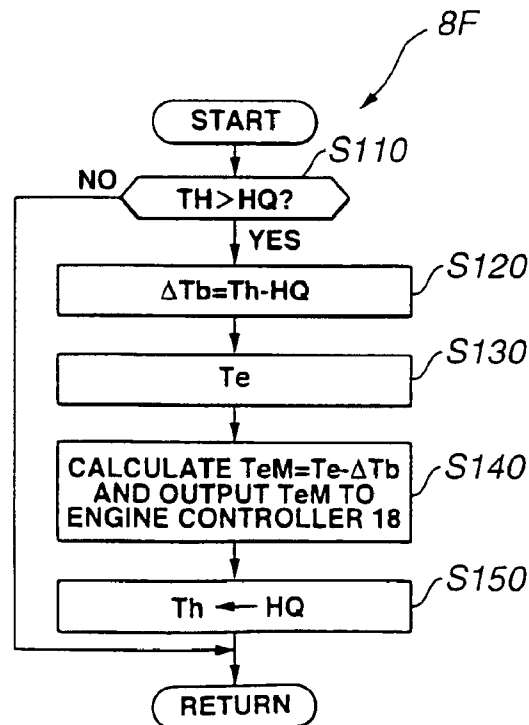 8F
START
S110
NO
TH>HQ?
YES
S120
ΔTb=Th-HQ
S130
Te
S140
CALCULATE TeM=Te-ΔTb
AND OUTPUT TeM TO
ENGINE CONTROLLER 18
S150
Th ← HQ
RETURN